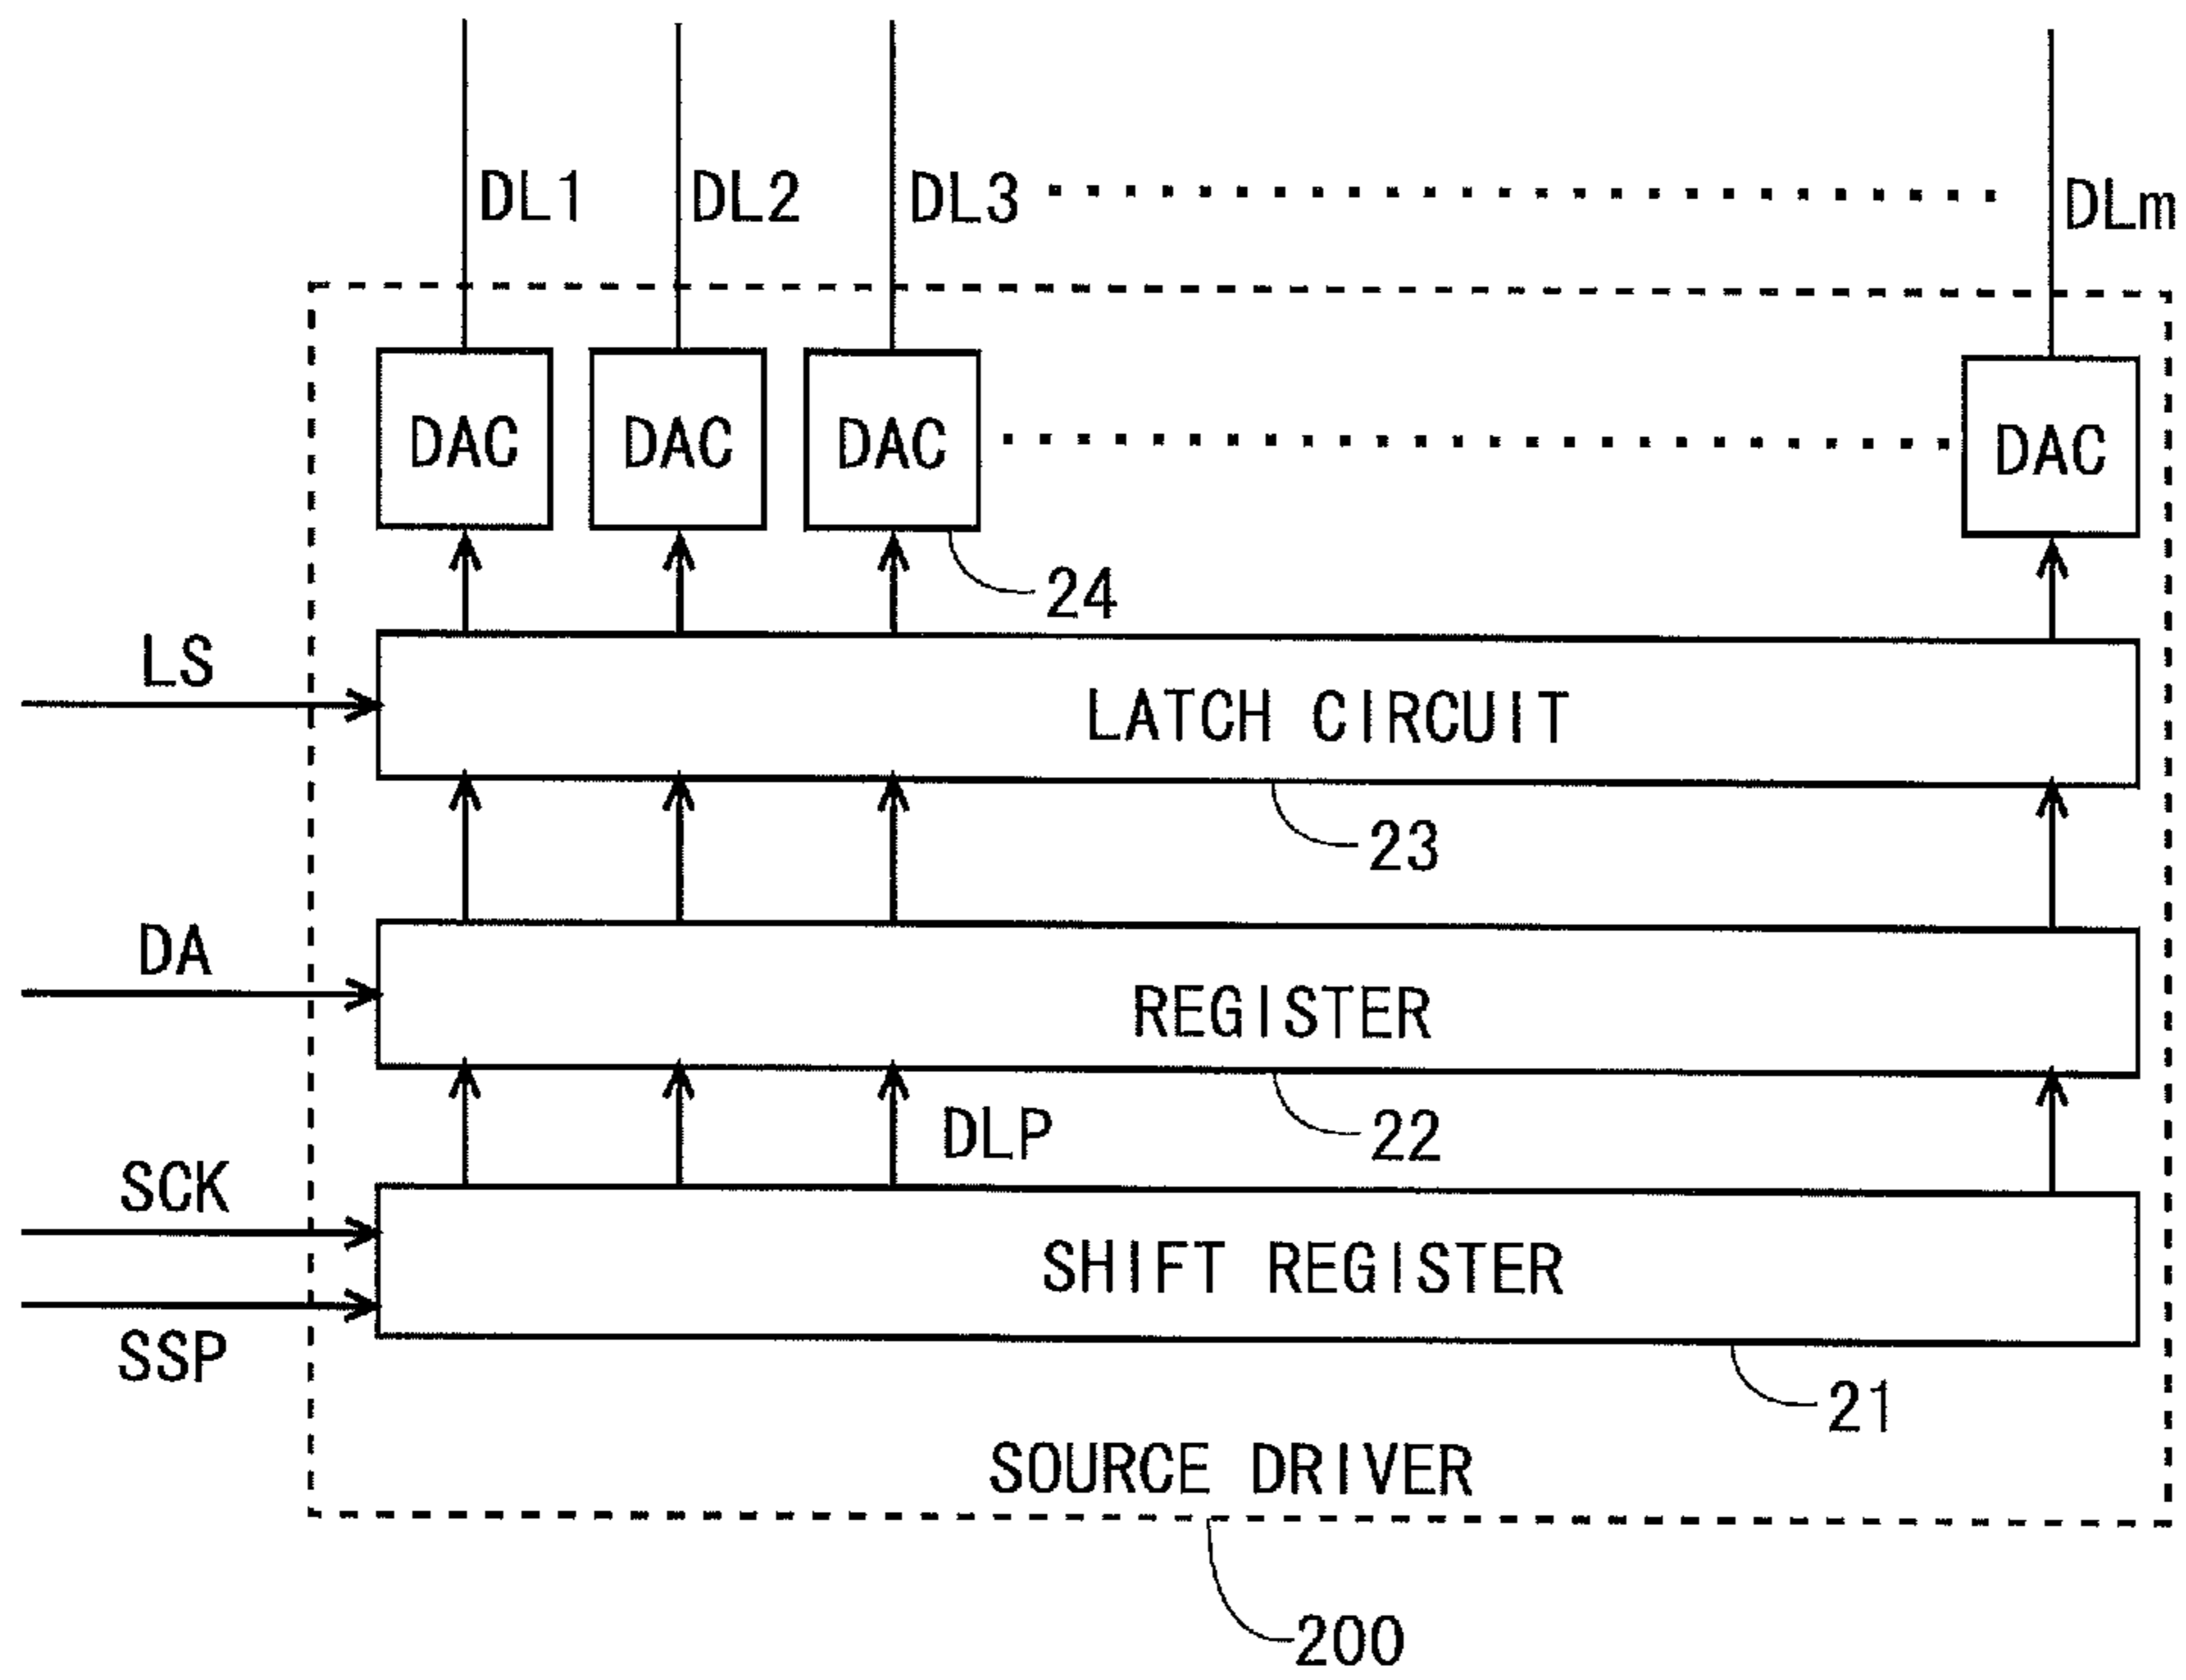 DL1 DL2 DL3 DLm
DAC DAC DAC DAC
24
LS
LATCH CIRCUIT
23
DA
REGISTER
DLP 22
SCK
SHIFT REGISTER
SSP
21
SOURCE DRIVER
200